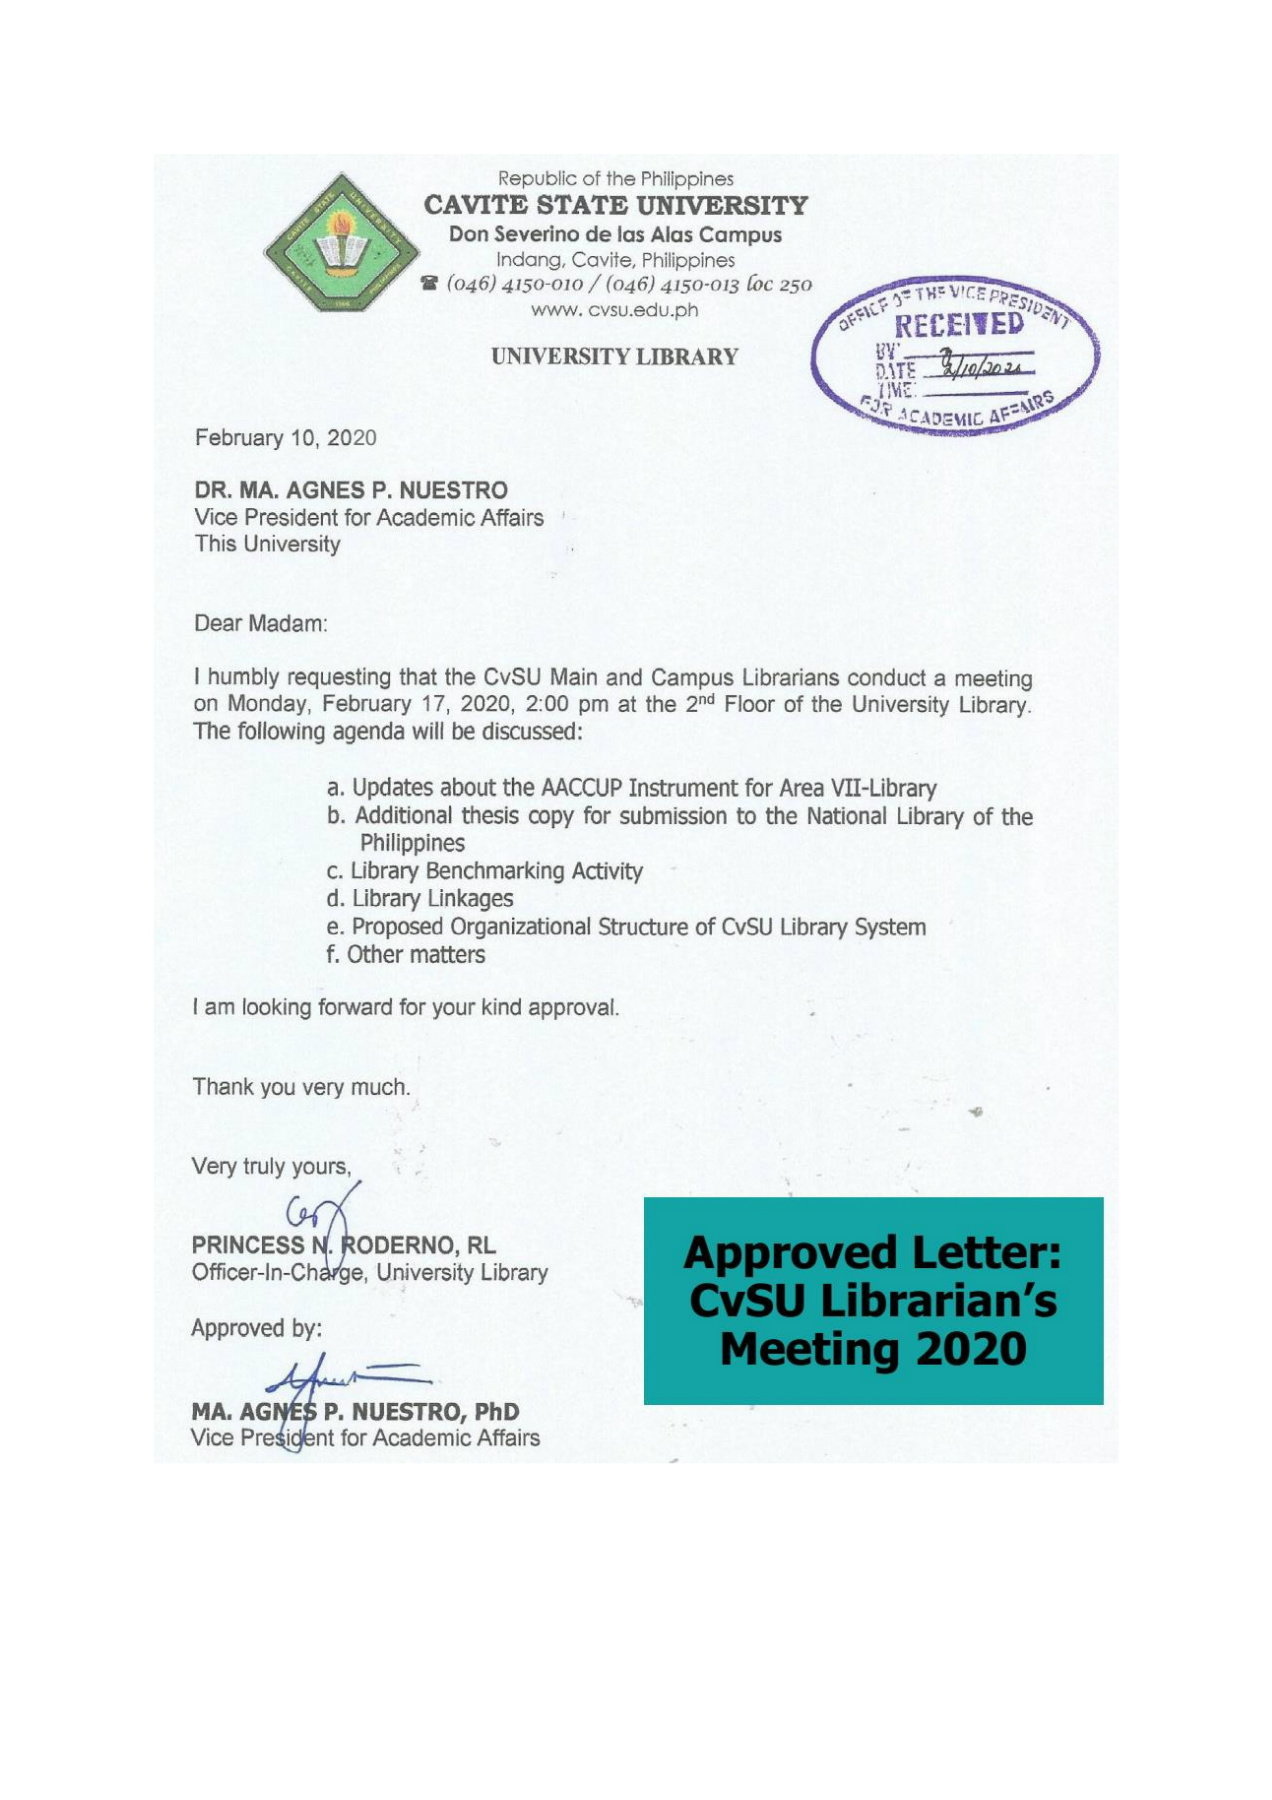 Republic of the Philippines
CAVITE STATE UNIVERSITY
Don Severino de las Alas Campus
Indang, Cavite, Philippines
☎ (046) 4150-010 / (046) 4150-013 loc 250
www. cvsu.edu.ph
UNIVERSITY LIBRARY
OFFICE OF THE VICE PRESIDENT
RECEIVED
BY
DATE 2/10/2020
TIME:
FOR ACADEMIC AFFAIRS
February 10, 2020
DR. MA. AGNES P. NUESTRO
Vice President for Academic Affairs
This University
Dear Madam:
I humbly requesting that the CvSU Main and Campus Librarians conduct a meeting
on Monday, February 17, 2020, 2:00 pm at the 2nd Floor of the University Library.
The following agenda will be discussed:
a. Updates about the AACCUP Instrument for Area VII-Library
b. Additional thesis copy for submission to the National Library of the
Philippines
c. Library Benchmarking Activity
d. Library Linkages
e. Proposed Organizational Structure of CvSU Library System
f. Other matters
I am looking forward for your kind approval.
Thank you very much.
Very truly yours,
PRINCESS N. RODERNO, RL
Officer-In-Charge, University Library
Approved by:
MA. AGNES P. NUESTRO, PhD
Vice President for Academic Affairs
Approved Letter:
CvSU Librarian’s
Meeting 2020